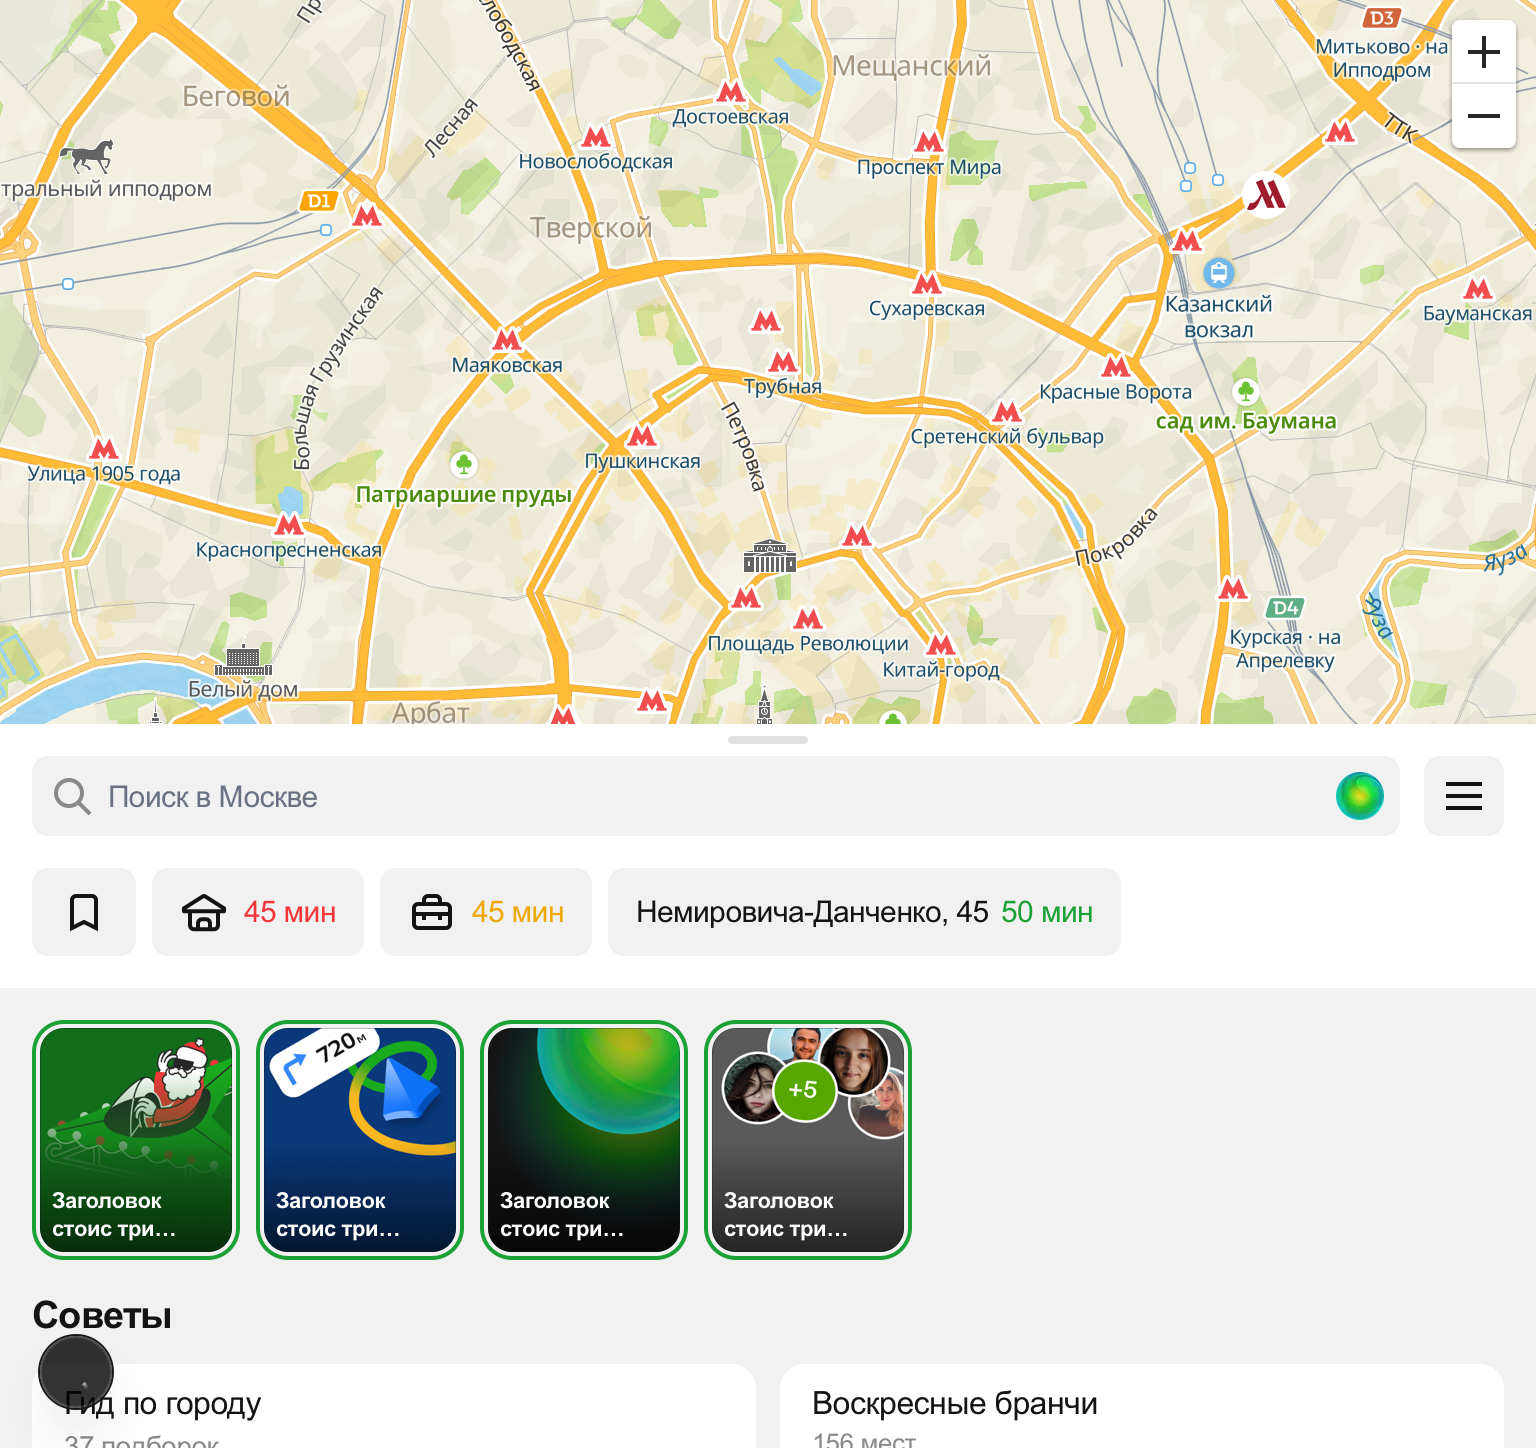 Пр
слободская
Мещанский
D3
Митьково · на
Ипподром
Беговой
Лесная
Достоевская
ТТК
Новослободская
Проспект Мира
тральный ипподром
D1
Тверской
Казанский
вокзал
Сухаревская
Бауманская
Большая Грузинская
Маяковская
Трубная
Красные Ворота
сад им. Баумана
Петровка
Сретенский бульвар
Пушкинская
Улица 1905 года
Патриаршие пруды
Краснопресненская
Покровка
Яуза
D4
Яуза
Площадь Революции
Курская · на
Апрелевку
Китай-город
Белый дом
Арбат
Поиск в Москве
45 мин
45 мин
Немировича-Данченко, 45 50 мин
720м
+5
Заголовок
стоис три...
Заголовок
стоис три...
Заголовок
стоис три...
Заголовок
стоис три...
Советы
Гид по городу
37 подборок
Воскресные бранчи
156 мест